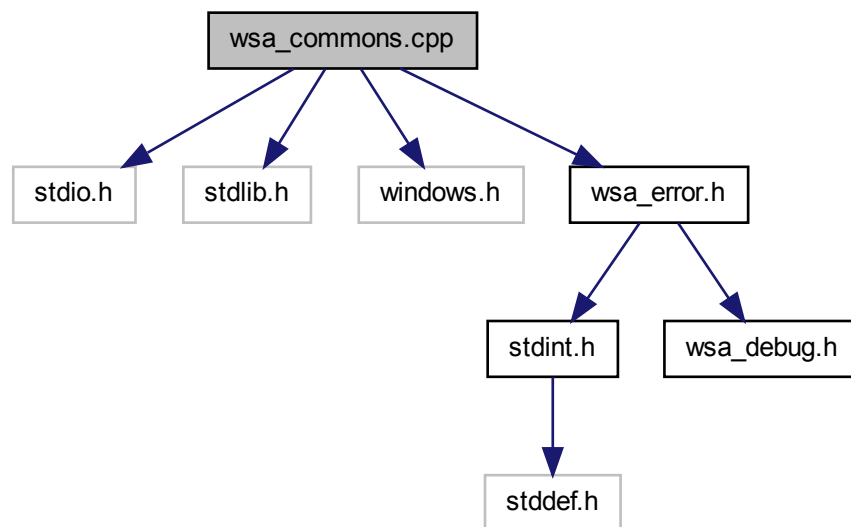 wsa_commons.cpp
stdio.h
stdlib.h
windows.h
wsa_error.h
stdint.h
wsa_debug.h
stddef.h